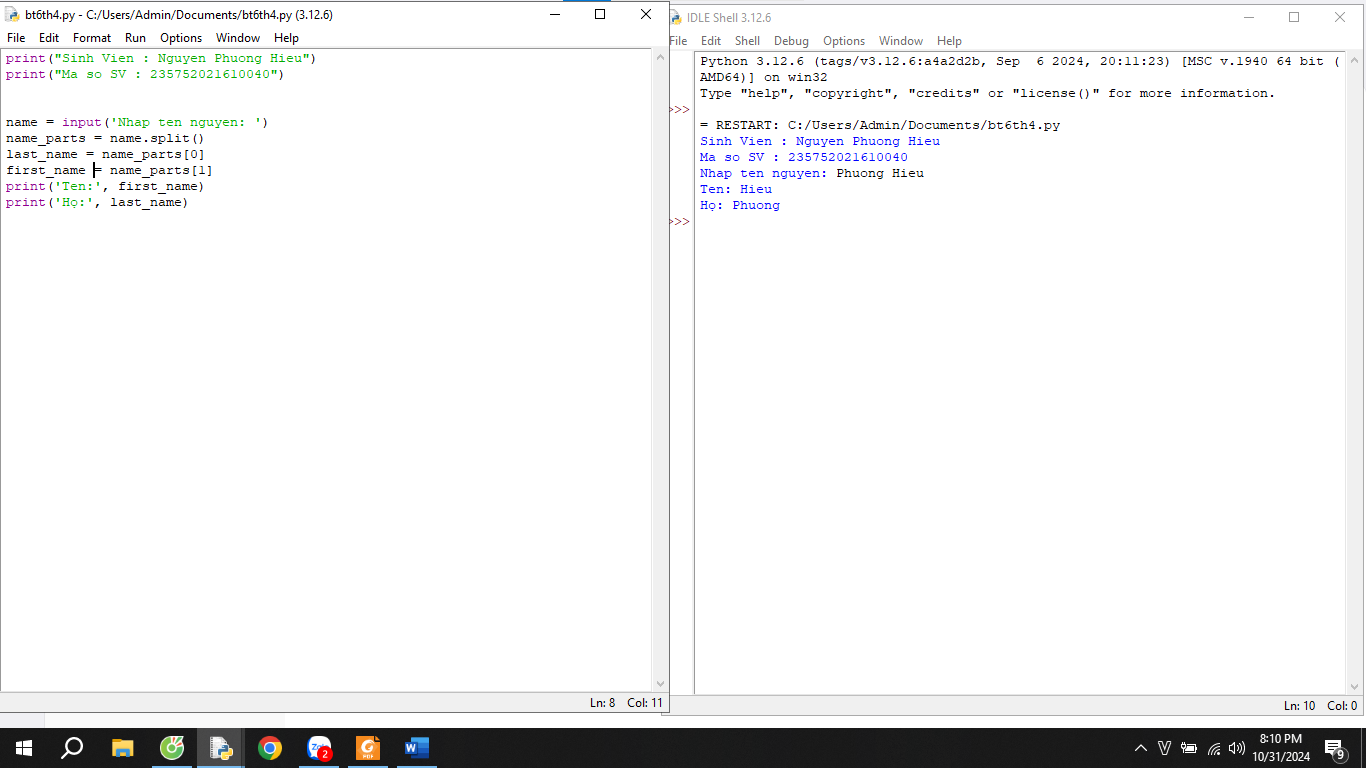 bt6th4.py - C:/Users/Admin/Documents/bt6th4.py (3.12.6)
File Edit Format Run Options Window Help
print("Sinh Vien : Nguyen Phuong Hieu")
print("Ma so SV : 235752021610040")
name = input('Nhap ten nguyen: ')
name_parts = name.split()
last_name = name_parts[0]
first_name = name_parts[1]
print('Ten:', first_name)
print('Họ:', last_name)
Ln: 8 Col: 11
IDLE Shell 3.12.6
File Edit Shell Debug Options Window Help
Python 3.12.6 (tags/v3.12.6:a4a2d2b, Sep  6 2024, 20:11:23) [MSC v.1940 64 bit (
AMD64)] on win32
Type "help", "copyright", "credits" or "license()" for more information.
>>>
= RESTART: C:/Users/Admin/Documents/bt6th4.py
Sinh Vien : Nguyen Phuong Hieu
Ma so SV : 235752021610040
Nhap ten nguyen: Phuong Hieu
Ten: Hieu
Họ: Phuong
>>>
Ln: 10 Col: 0
2
PDF
W
V
8:10 PM
10/31/2024
9